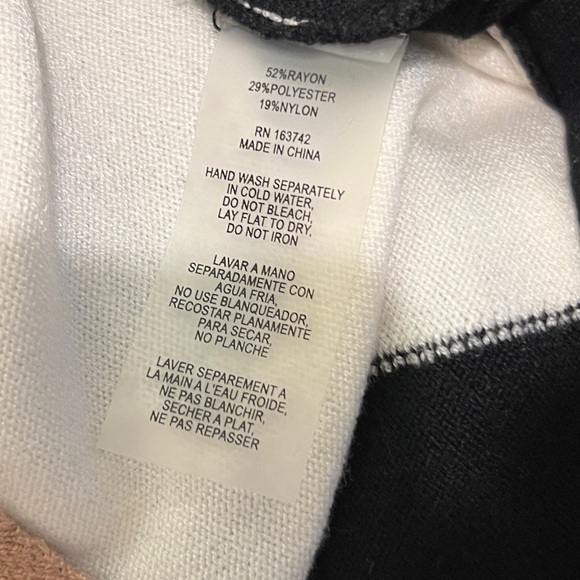 52%RAYON
29%POLYESTER
19%NYLON
RN 163742
MADE IN CHINA
HAND WASH SEPARATELY
IN COLD WATER,
DO NOT BLEACH,
LAY FLAT TO DRY,
DO NOT IRON
LAVAR A MANO
SEPARADAMENTE CON
AGUA FRIA,
NO USE BLANQUEADOR,
RECOSTAR PLANAMENTE
PARA SECAR,
NO PLANCHE
LAVER SEPAREMENT A
LA MAIN A L'EAU FROIDE,
NE PAS BLANCHIR,
SECHER A PLAT,
NE PAS REPASSER